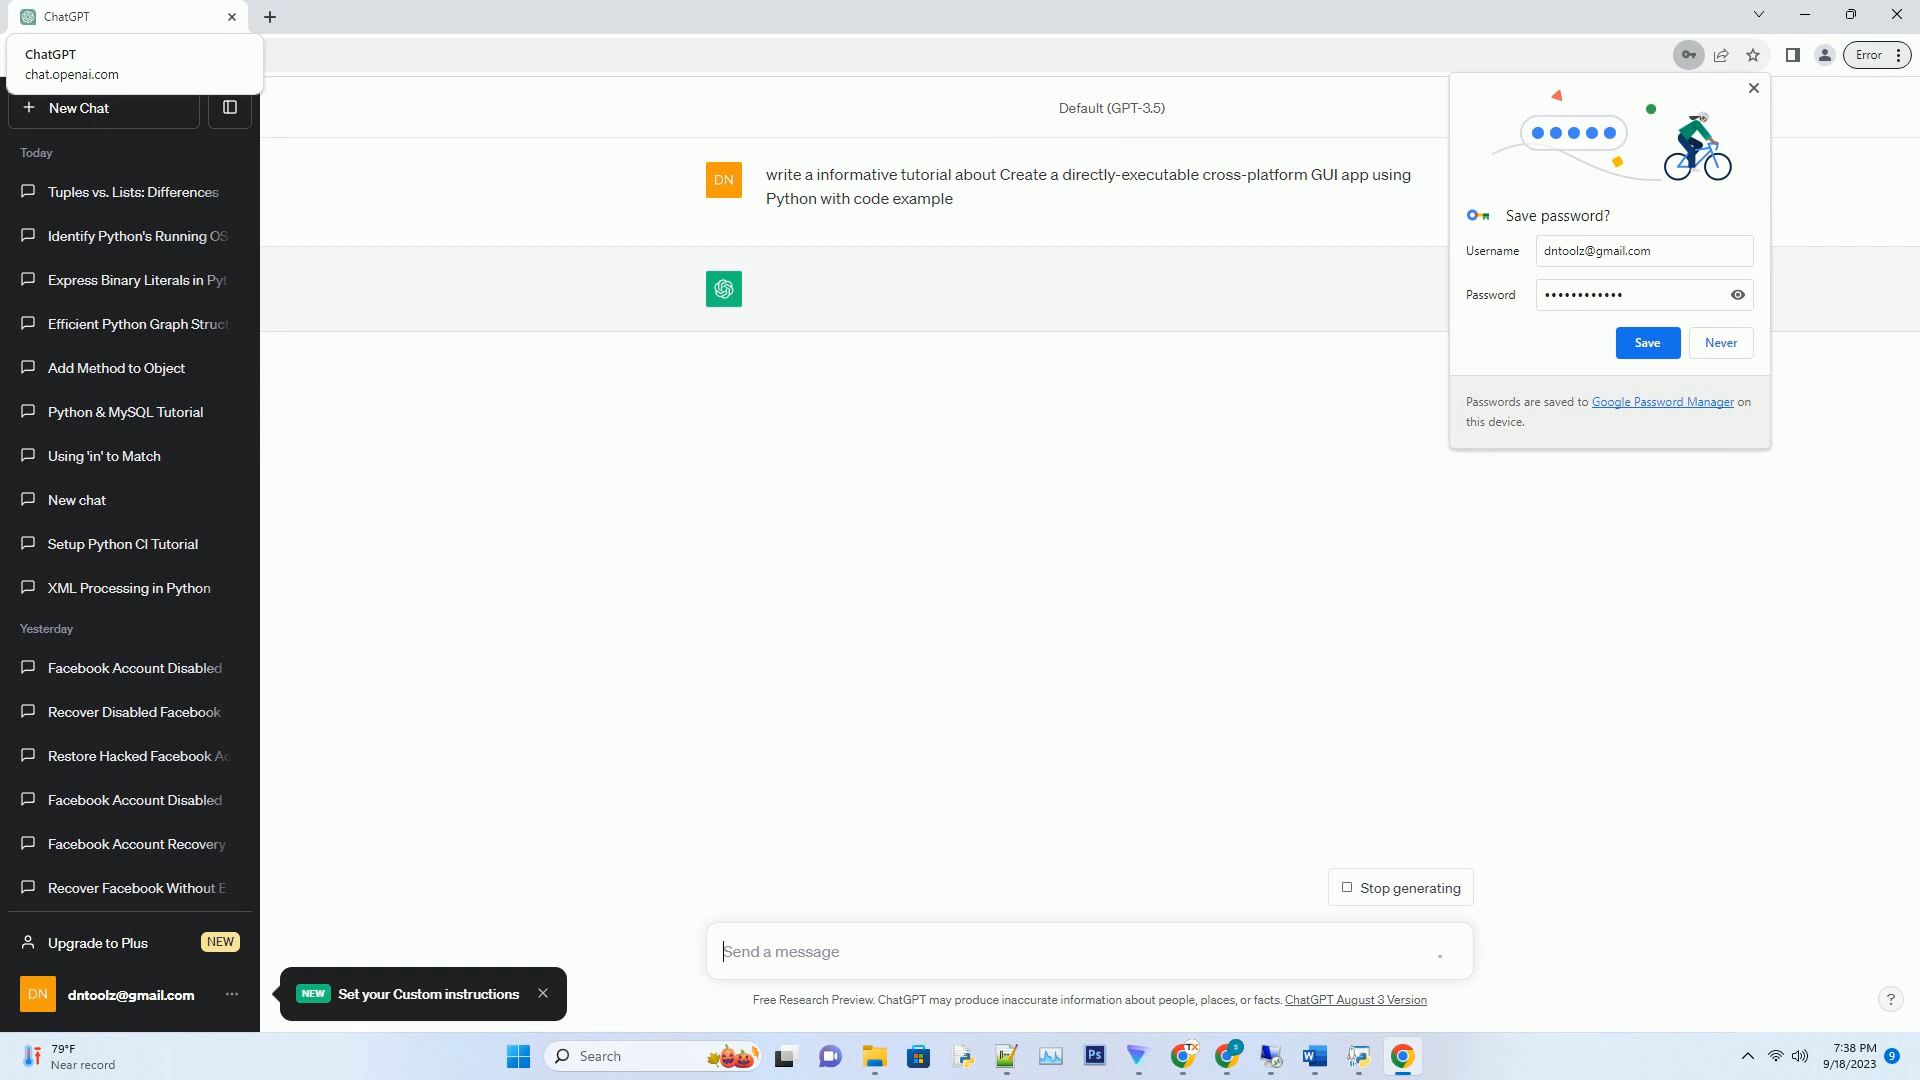 ChatGPT
ChatGPT
chat.openai.com
Error
New Chat
Default (GPT-3.5)
Today
Tuples vs. Lists: Differences
Identify Python's Running OS
Express Binary Literals in Pyt
Efficient Python Graph Struct
Add Method to Object
Python & MySQL Tutorial
Using 'in' to Match
New chat
Setup Python CI Tutorial
XML Processing in Python
Yesterday
Facebook Account Disabled
Recover Disabled Facebook
Restore Hacked Facebook Ac
Facebook Account Disabled
Facebook Account Recovery
Recover Facebook Without E
Upgrade to Plus
NEW
DN
dntoolz@gmail.com
DN
write a informative tutorial about Create a directly-executable cross-platform GUI app using
Python with code example
Save password?
Username
dntoolz@gmail.com
Password
••••••••••••
Save
Never
Passwords are saved to Google Password Manager on
this device.
Stop generating
Send a message
NEW
Set your Custom instructions
Free Research Preview. ChatGPT may produce inaccurate information about people, places, or facts. ChatGPT August 3 Version
?
79°F
Near record
Search
Ps
TX
S
W
7:38 PM
9/18/2023
9